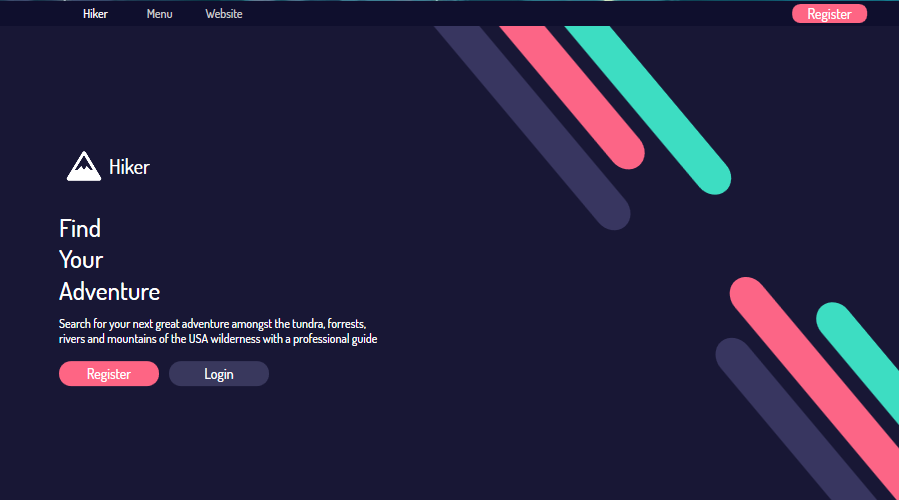 Hiker Menu Website Register
Hiker
Find
Your
Adventure
Search for your next great adventure amongst the tundra, forrests,
rivers and mountains of the USA wilderness with a professional guide
Register Login